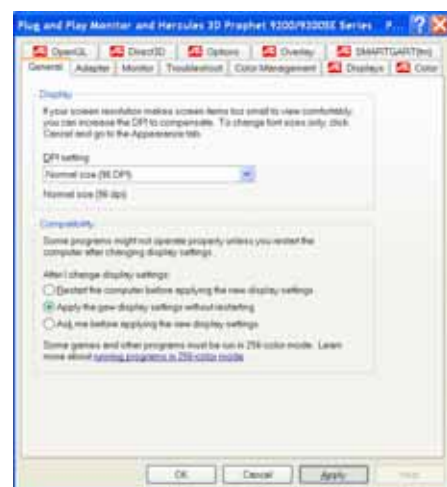 Plug and Play Monitor and Hercules 3D Prophet 9200/9200SE Series P...
OpenGL Direct3D Options Overlay SMARTGART(tm)
General Adapter Monitor Troubleshoot Color Management Displays Color
Display
If your screen resolution makes screen items too small to view comfortably,
you can increase the DPI to compensate. To change font sizes only, click
Cancel and go to the Appearance tab.
DPI setting:
Normal size (96 DPI)
Normal size (96 dpi)
Compatibility
Some programs might not operate properly unless you restart the
computer after changing display settings.
After I change display settings:
Restart the computer before applying the new display settings
Apply the new display settings without restarting
Ask me before applying the new display settings
Some games and other programs must be run in 256-color mode. Learn
more about running programs in 256-color mode.
OK Cancel Apply Help